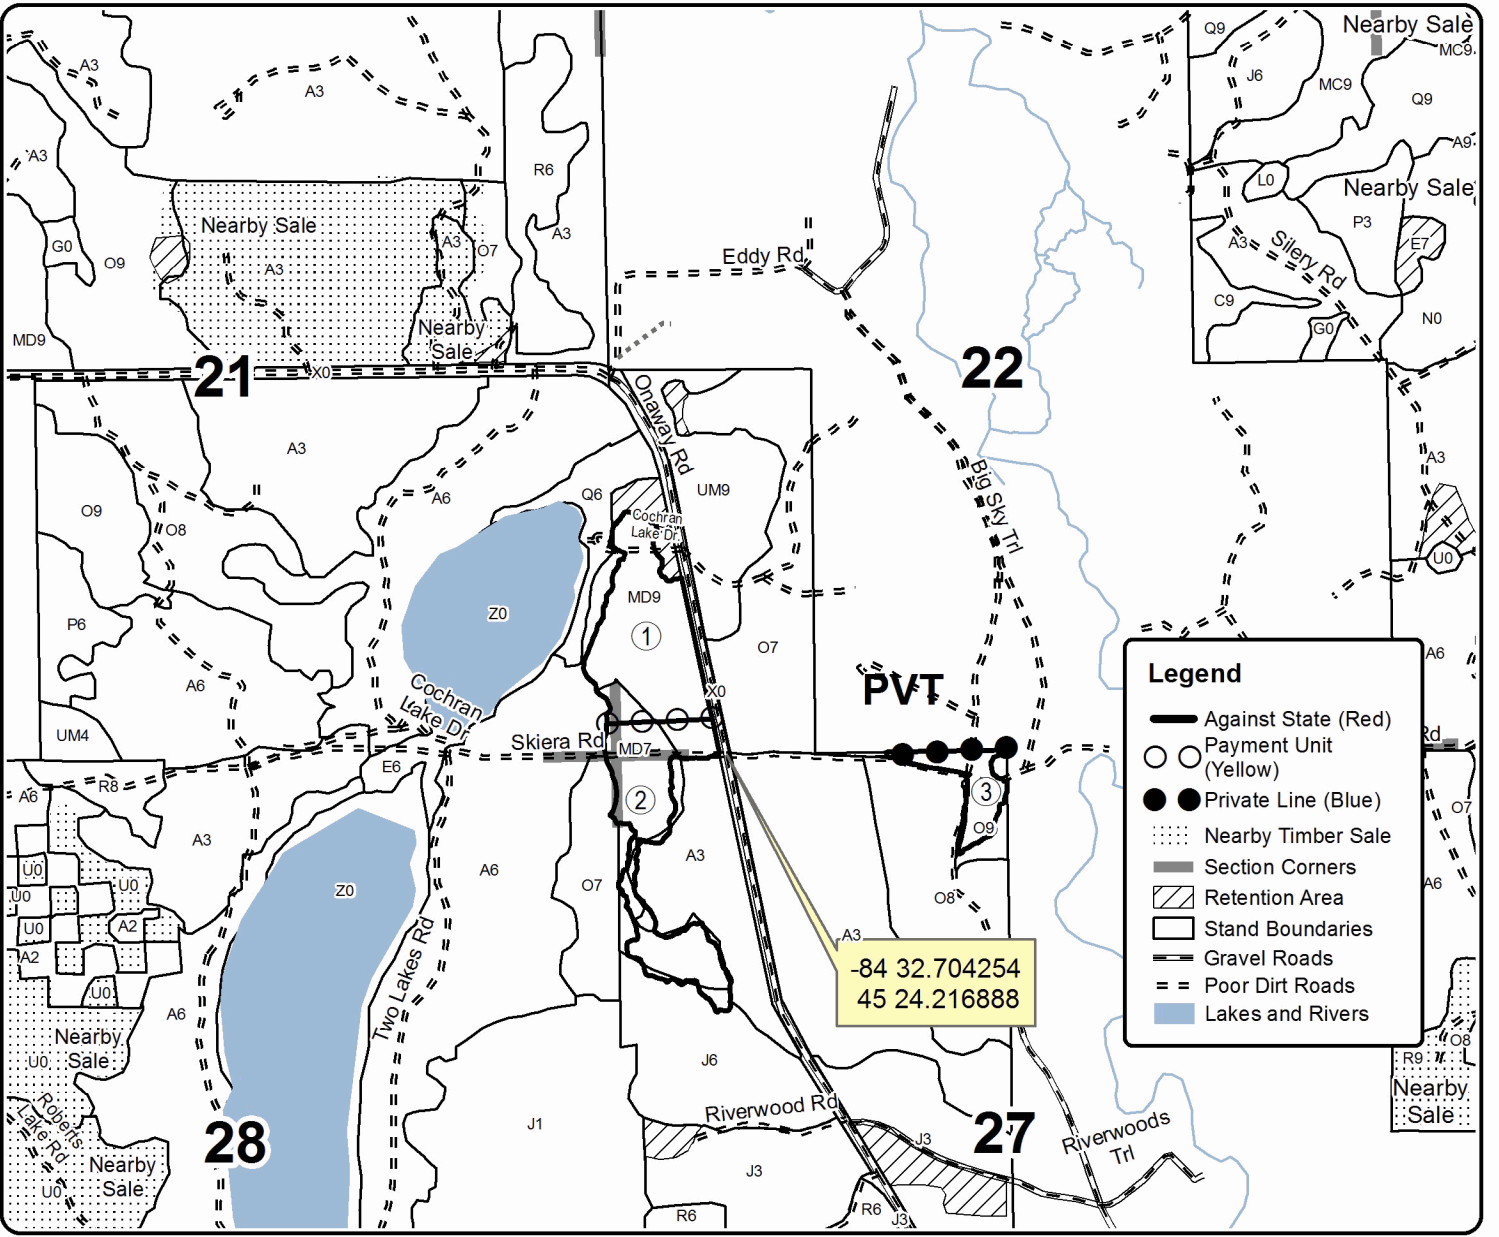 Nearby Sale
Q9
MC9
A3
J6
MC9
A3
Q9
A9
A3
R6
L0
Nearby Sale
Nearby Sale
P3
G0
O9
A3
A3
O7
A3
Eddy Rd
A3
E7
Silery Rd
C9
MD9
Nearby
Sale
G0
N0
21
X0
22
Onaway Rd
A3
A3
Big Sky Trl
A6
Q6
UM9
O9
O8
Cochran
Lake Dr.
U0
MD9
Z0
1
P6
O7
A6
A6
Cochran
Lake Dr
PVT
X0
UM4
Skiera Rd
MD7
Rd
E6
R8
A6
2
3
O7
O9
A3
A3
A6
U0
U0
O7
Z0
A6
U0
O8
U0
A2
A3
A2
Two Lakes Rd
U0
A6
-84 32.704254
45 24.216888
Legend
Against State (Red)
Payment Unit
(Yellow)
Private Line (Blue)
Nearby Timber Sale
Section Corners
Retention Area
Stand Boundaries
Gravel Roads
Poor Dirt Roads
Lakes and Rivers
Nearby
Sale
U0
J6
R9
O8
Nearby
Sale
Roberts
Lake Rd
28
J1
Riverwood Rd
J3
27
Riverwoods
Trl
Nearby
Sale
U0
J3
R6
R6
J3